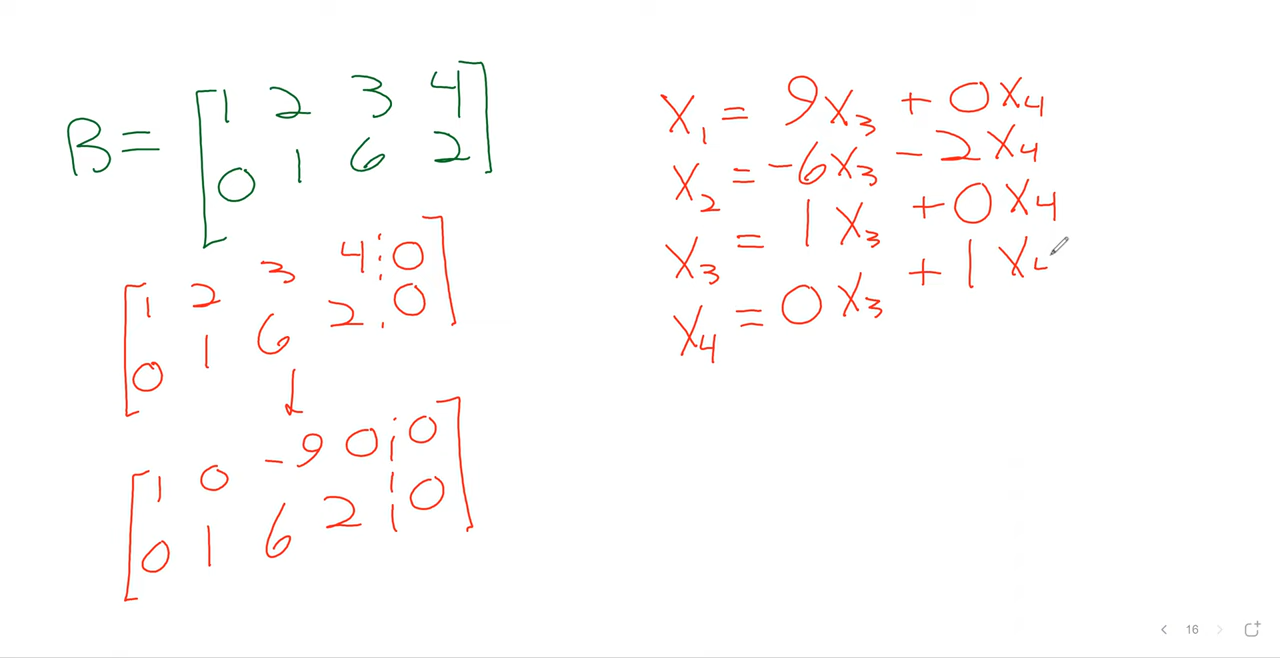 B = [ 1 2 3 4
0 1 6 2 ]
[ 1 2 3 4 ¦ 0
0 1 6 2 ¦ 0 ]
↓
[ 1 0 -9 0 ¦ 0
0 1 6 2 ¦ 0 ]
x₁ = 9x₃ + 0x₄
x₂ = -6x₃ - 2x₄
x₃ = 1x₃ + 0x₄
x₄ = 0x₃ + 1x₄
< 16 >